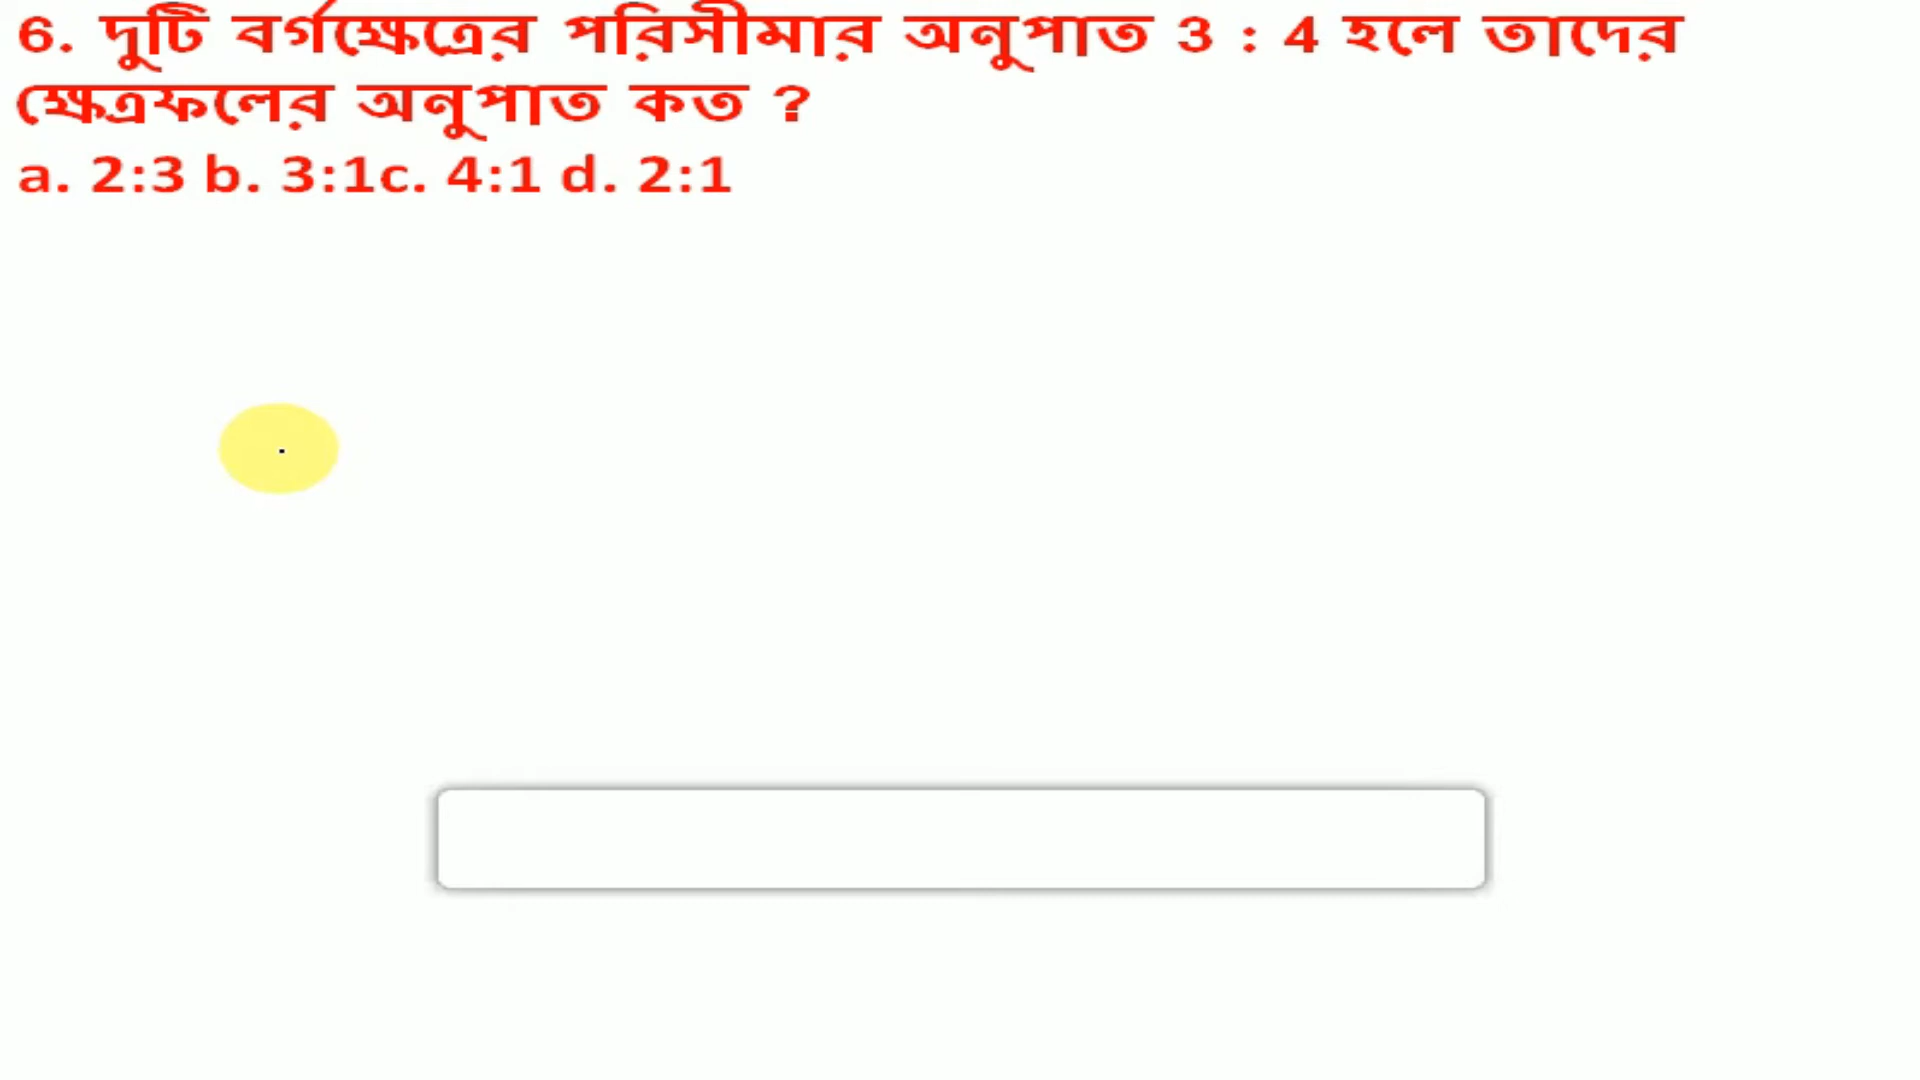 6. দুটি বর্গক্ষেত্রের পরিসীমার অনুপাত 3 : 4 হলে তাদের
ক্ষেত্রফলের অনুপাত কত ?
a. 2:3 b. 3:1c. 4:1 d. 2:1